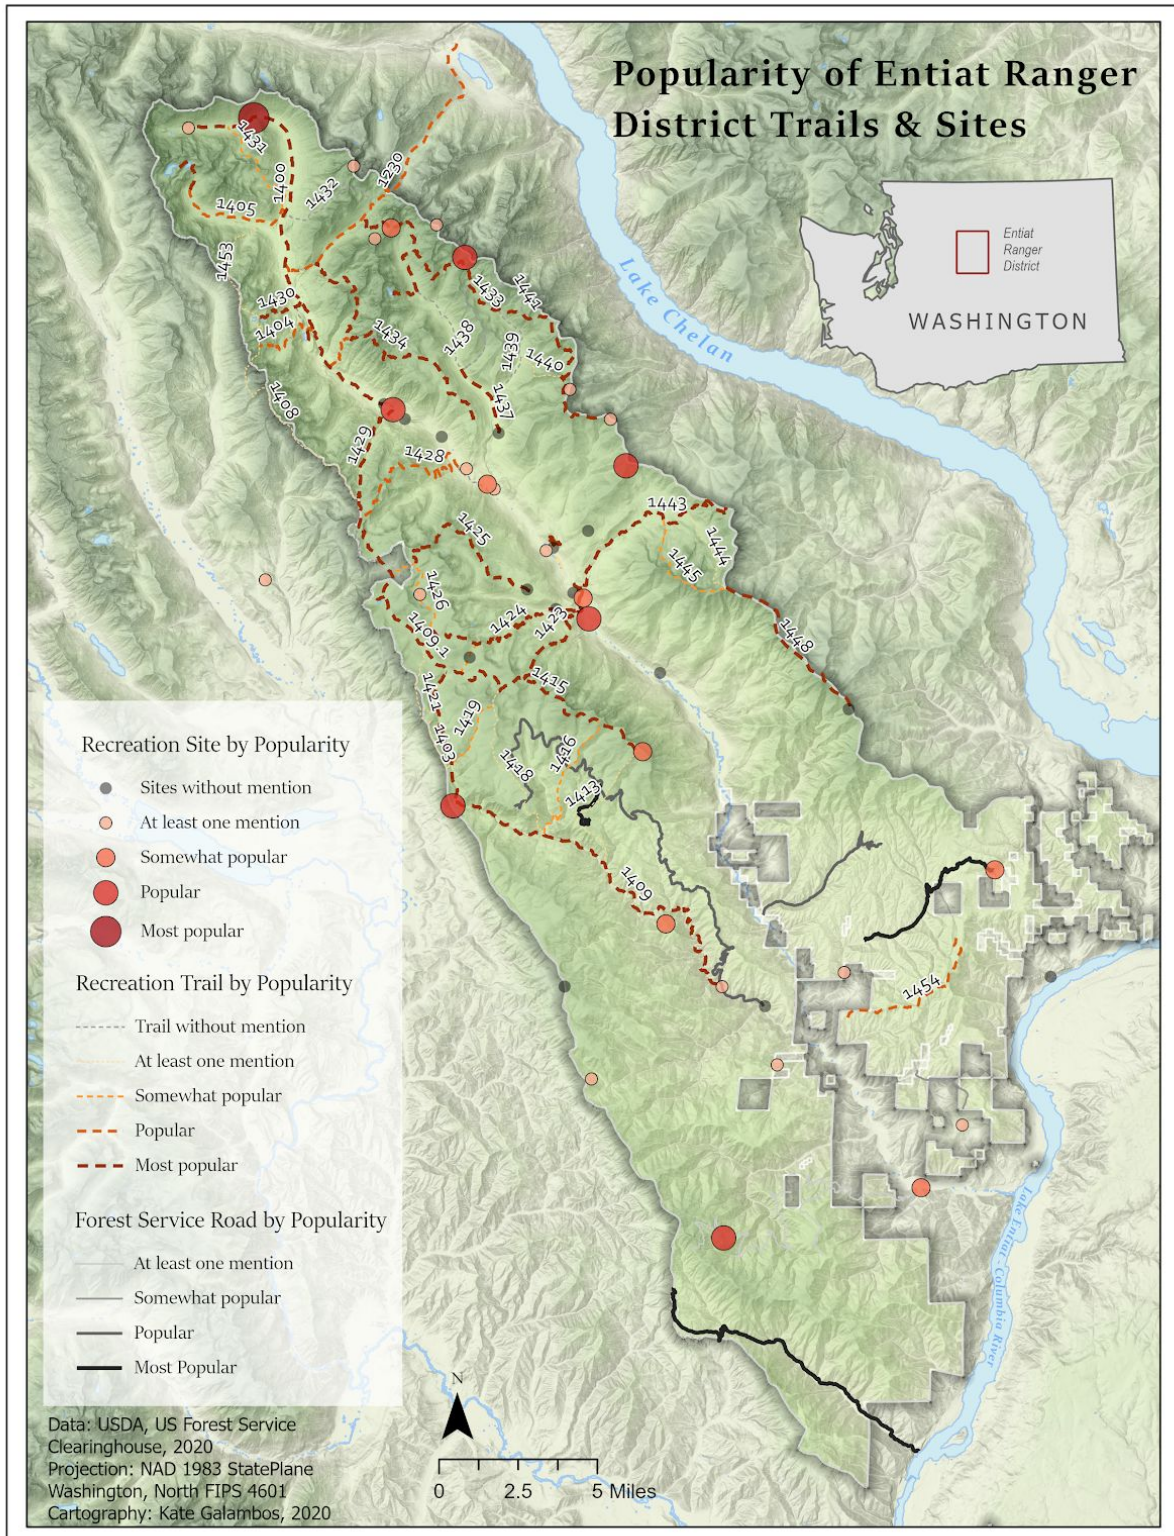 Popularity of Entiat Ranger
District Trails & Sites
Entiat
Ranger
District
WASHINGTON
Lake Chelan
1431
1400
1432
1230
1405
1453
1430
1404
1433
1441
1434
1438
1439
1440
1408
1437
1429
1428
1443
1425
1444
1445
1426
1424
1423
1409.1
1448
1415
1421
1419
1403
1418
1416
1413
1409
1454
Lake Entiat - Columbia River
Recreation Site by Popularity
Sites without mention
At least one mention
Somewhat popular
Popular
Most popular
Recreation Trail by Popularity
Trail without mention
At least one mention
Somewhat popular
Popular
Most popular
Forest Service Road by Popularity
At least one mention
Somewhat popular
Popular
Most Popular
Data: USDA, US Forest Service
Clearinghouse, 2020
Projection: NAD 1983 StatePlane
Washington, North FIPS 4601
Cartography: Kate Galambos, 2020
N
0 2.5 5 Miles